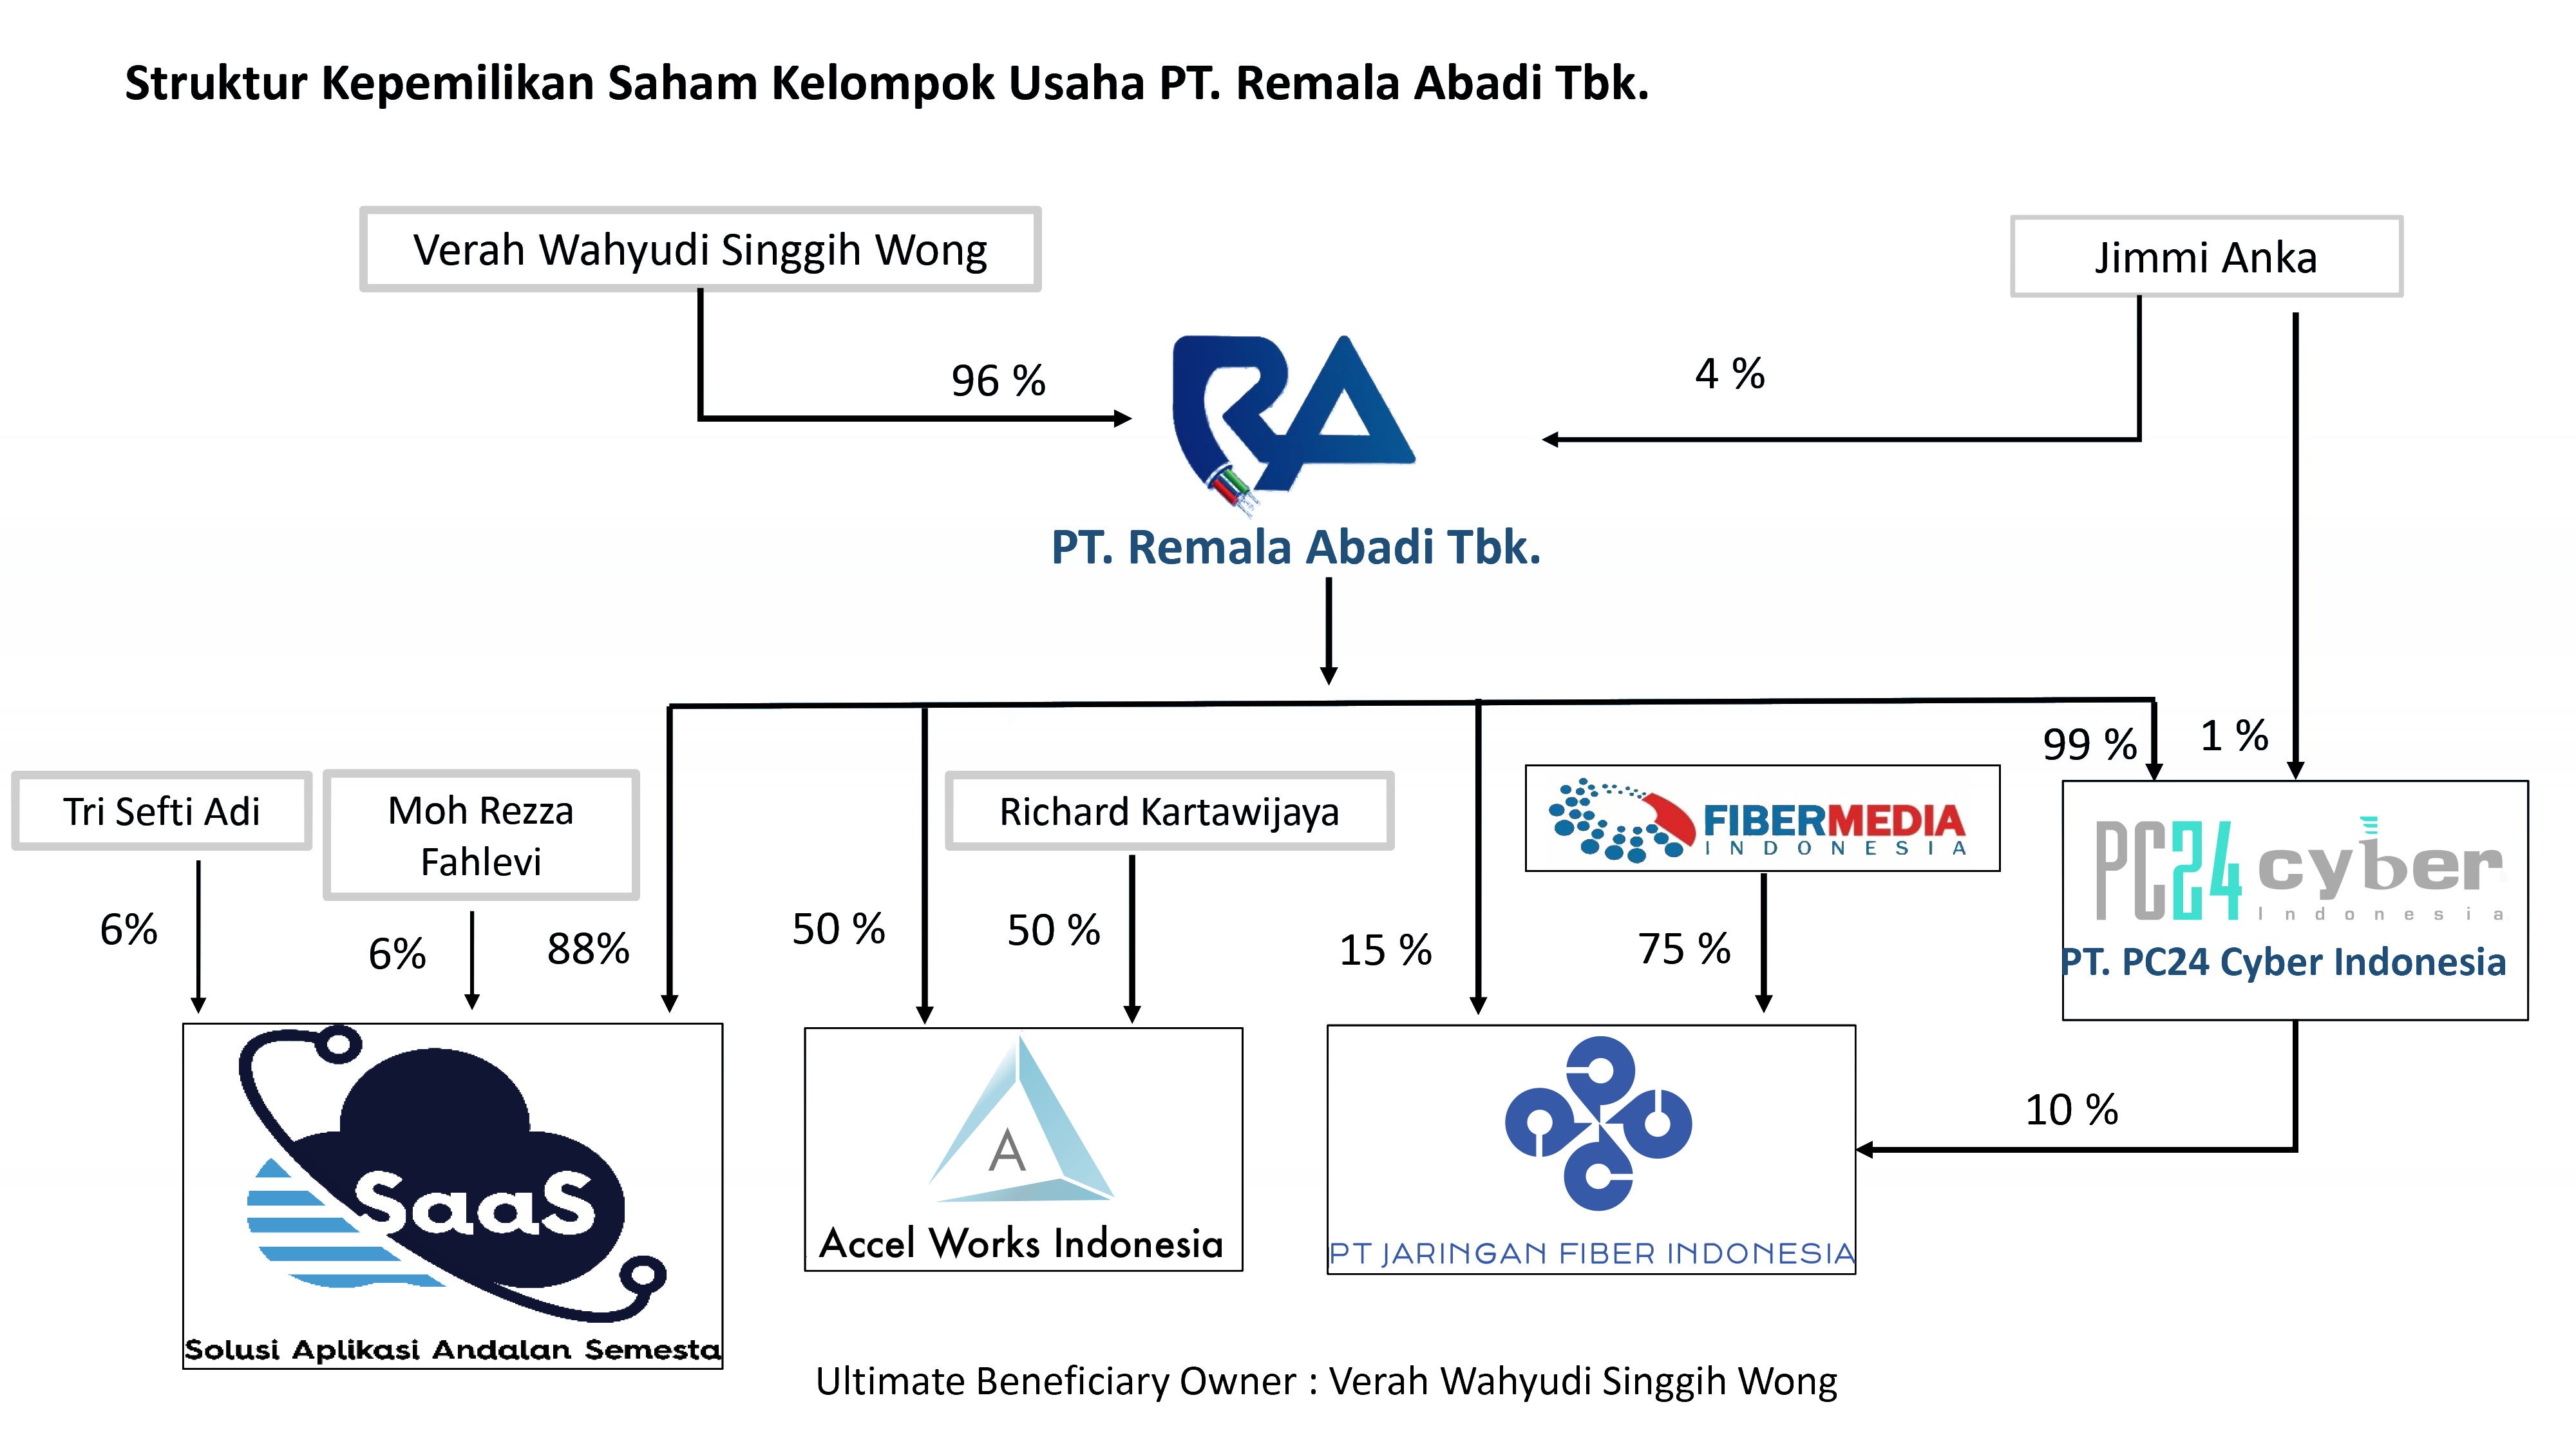 Struktur Kepemilikan Saham Kelompok Usaha PT. Remala Abadi Tbk.
Verah Wahyudi Singgih Wong
Jimmi Anka
96 %
4 %
RA
PT. Remala Abadi Tbk.
99 %
1 %
Tri Sefti Adi
Moh Rezza
Fahlevi
Richard Kartawijaya
FIBERMEDIA
INDONESIA
PC24 cyber
Indonesia
PT. PC24 Cyber Indonesia
6%
6%
88%
50 %
50 %
15 %
75 %
10 %
SaaS
Solusi Aplikasi Andalan Semesta
A
Accel Works Indonesia
PT JARINGAN FIBER INDONESIA
Ultimate Beneficiary Owner : Verah Wahyudi Singgih Wong